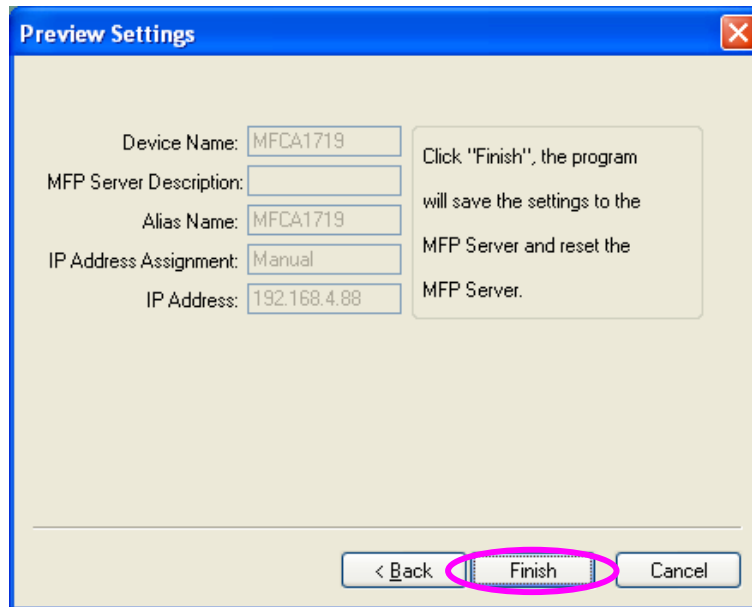 Preview Settings
Device Name: MFCA1719
MFP Server Description:
Alias Name: MFCA1719
IP Address Assignment: Manual
IP Address: 192.168.4.88
Click "Finish", the program
will save the settings to the
MFP Server and reset the
MFP Server.
< Back Finish Cancel